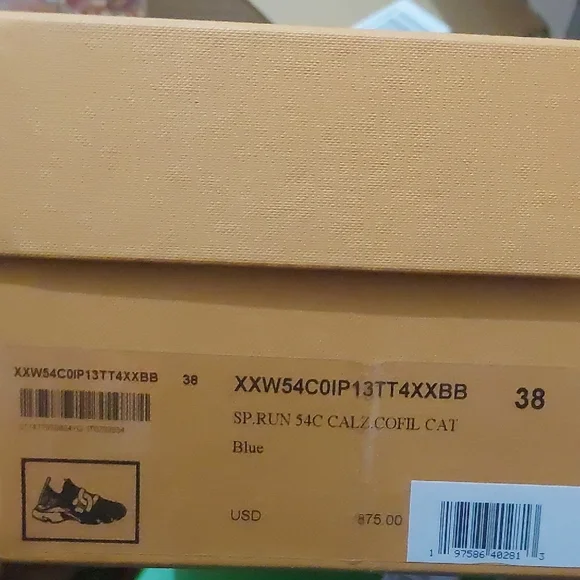 XXW54C0IP13TT4XXBB 38
XXW54C0IP13TT4XXBB 38
SP.RUN 54C CALZ.COFIL CAT
Blue
USD 875.00
1 97586 40281 3